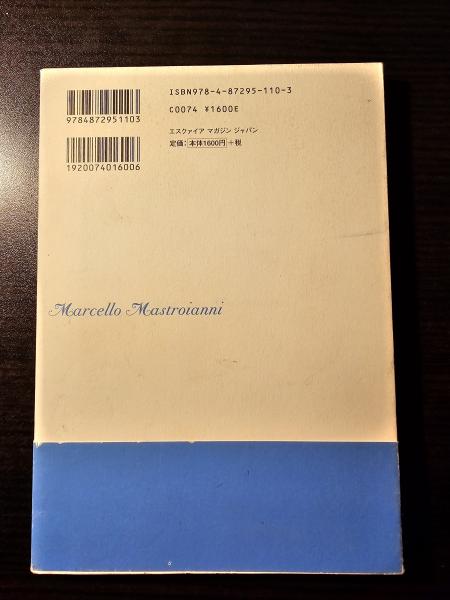 ISBN978-4-87295-110-3
C0074 ¥1600E
エスクァイア マガジン ジャパン
定価：本体1600円＋税
9784872951103
1920074016006
Marcello Mastroianni